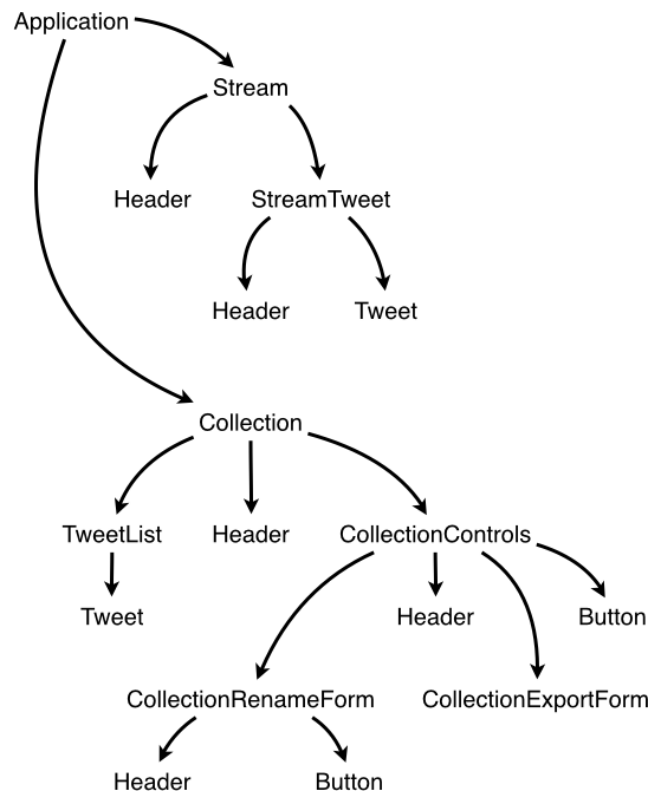 Application
Stream
Header
StreamTweet
Header
Tweet
Collection
TweetList
Header
CollectionControls
Tweet
Header
Button
CollectionRenameForm
CollectionExportForm
Header
Button